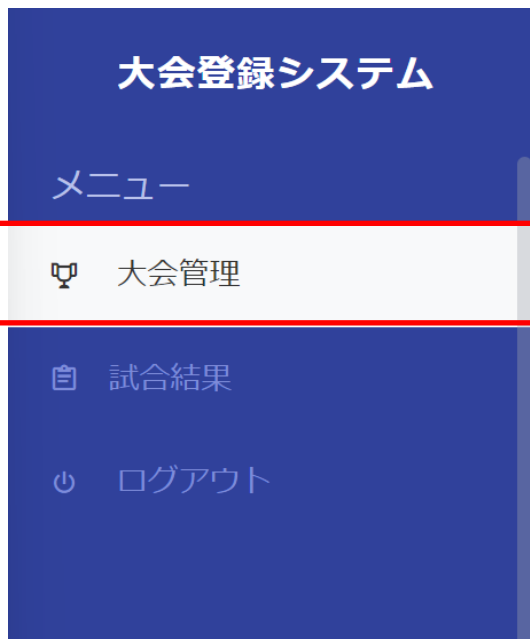 大会登録システム
メニュー
大会管理
試合結果
ログアウト